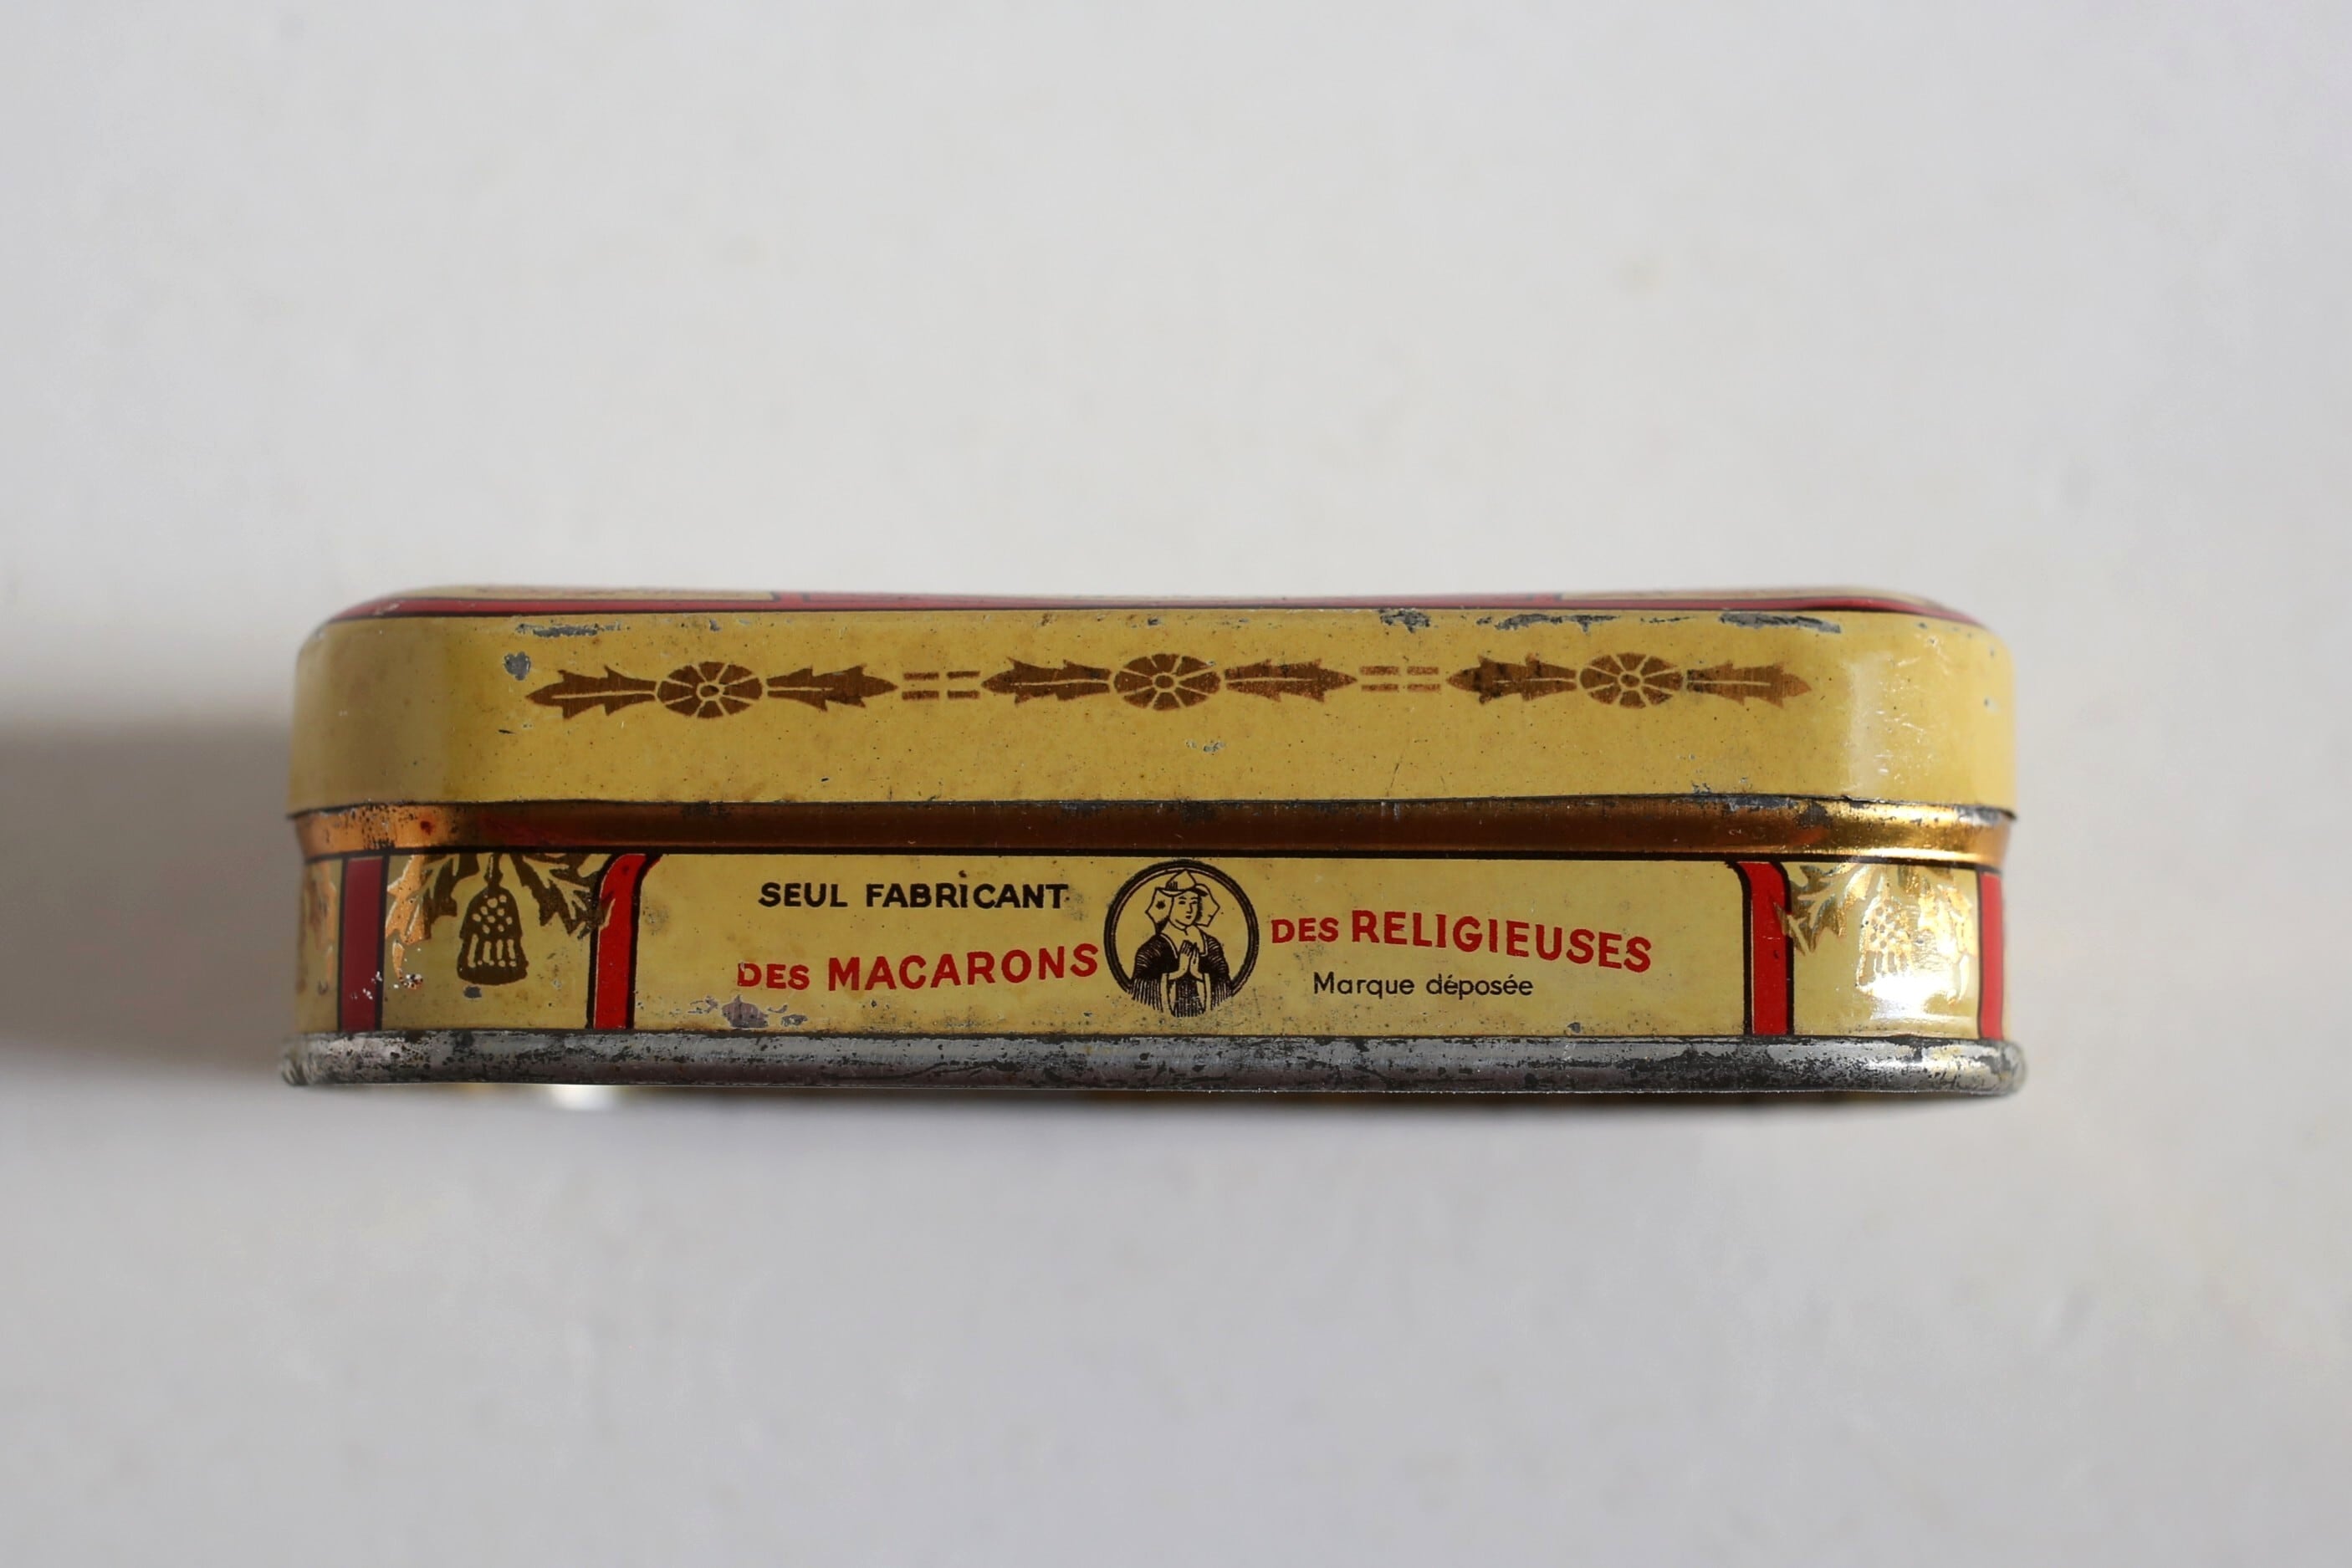 SEUL FABRICANT
DES MACARONS
DES RELIGIEUSES
Marque déposée